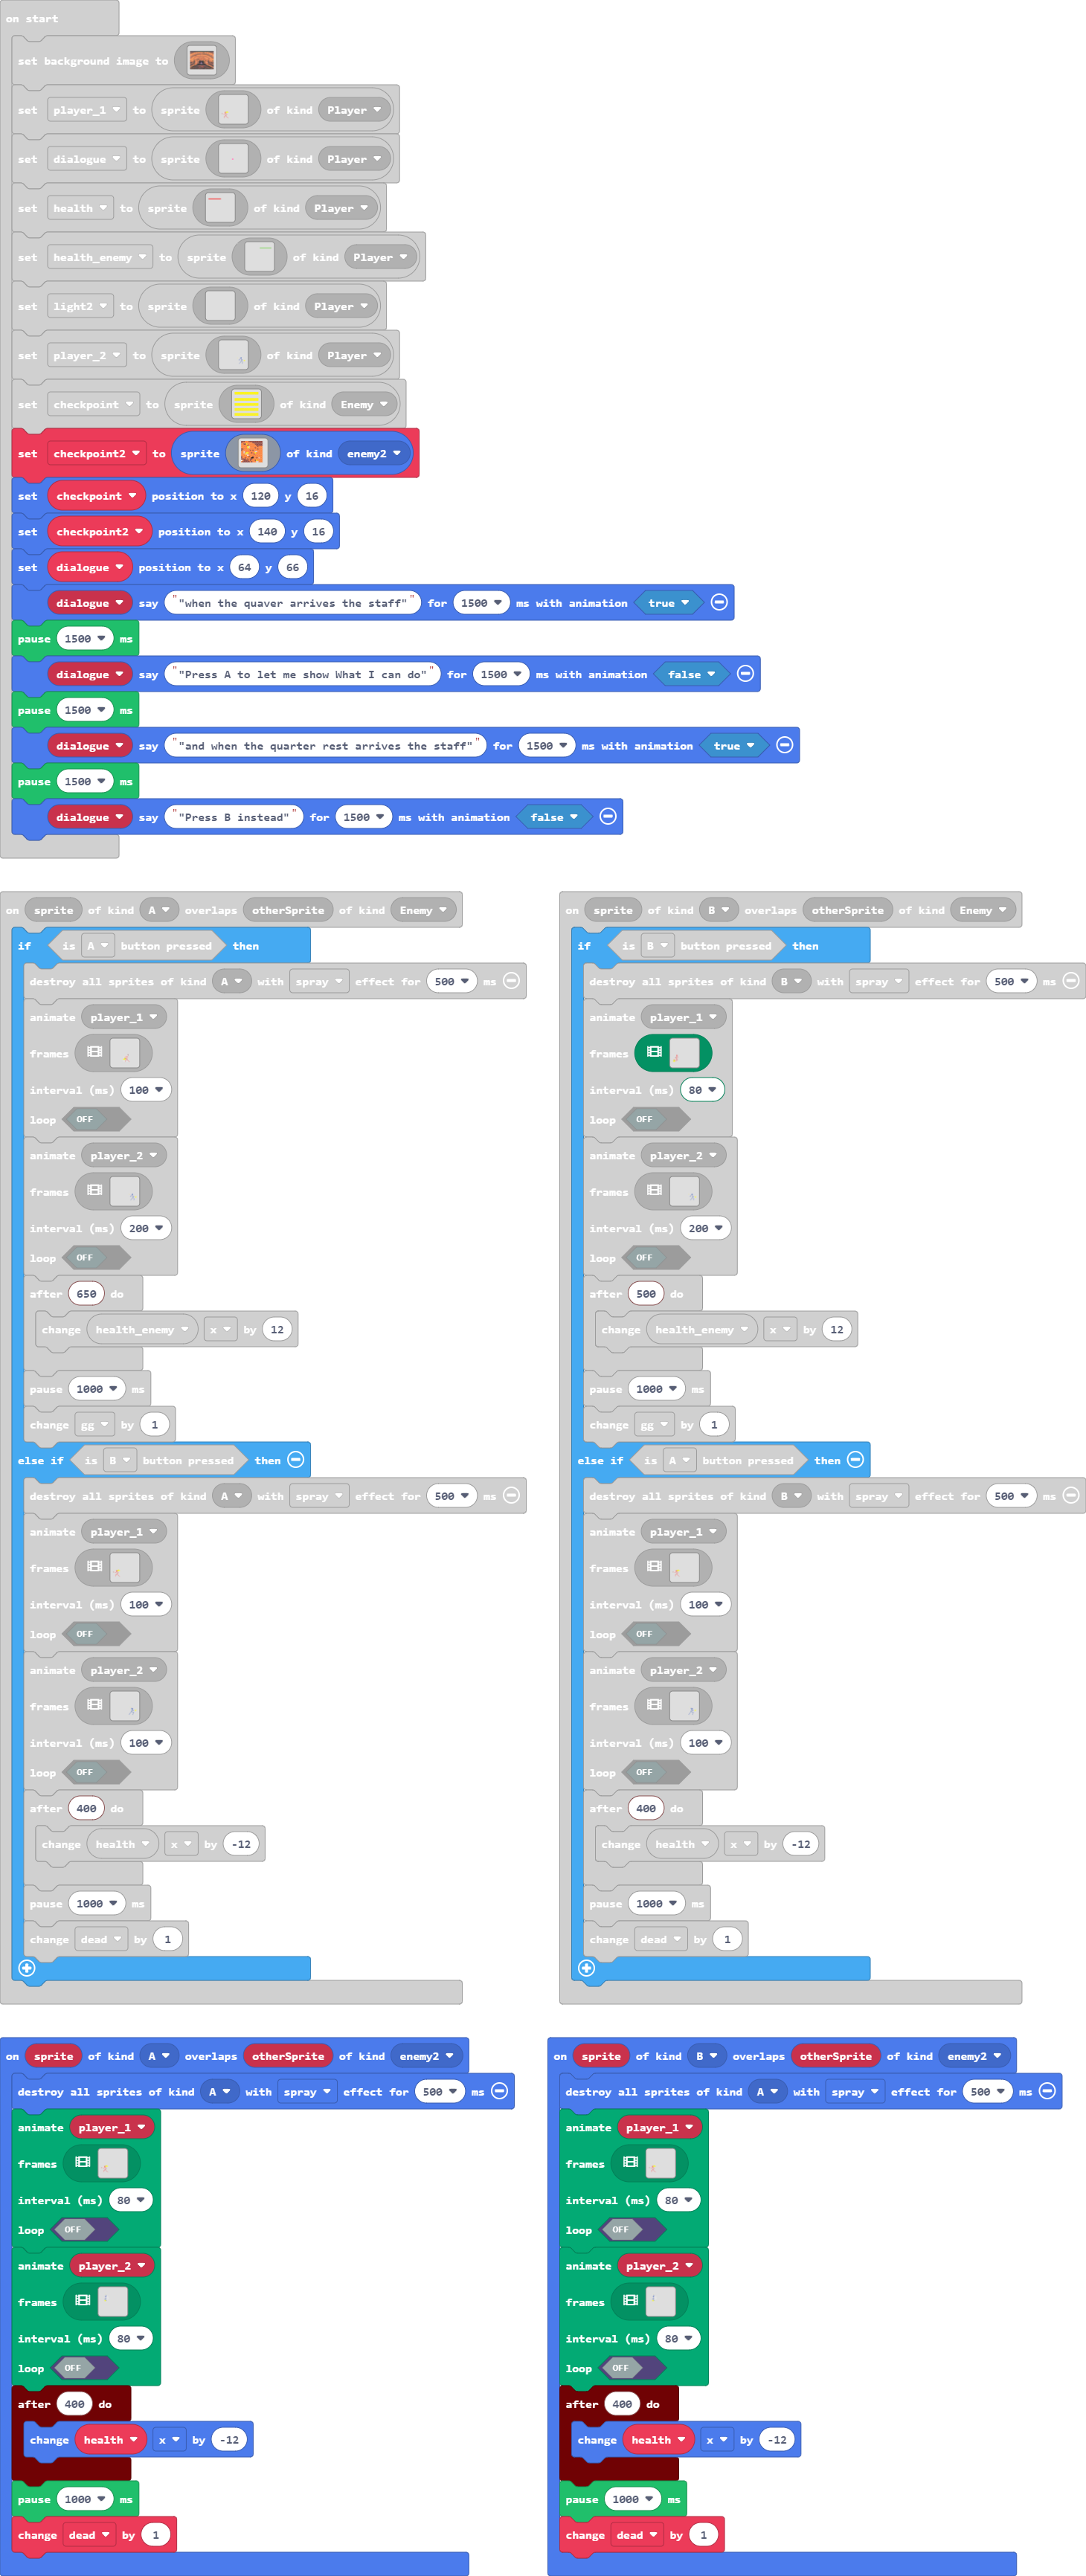 on start
set background image to
set player_1 to sprite of kind Player
set dialogue to sprite of kind Player
set health to sprite of kind Player
set health_enemy to sprite of kind Player
set light2 to sprite of kind Player
set player_2 to sprite of kind Player
set checkpoint to sprite of kind Enemy
set checkpoint2 to sprite of kind enemy2
set checkpoint position to x 120 y 16
set checkpoint2 position to x 140 y 16
set dialogue position to x 64 y 66
dialogue say ""when the quaver arrives the staff"" for 1500 ms with animation true
pause 1500 ms
dialogue say ""Press A to let me show What I can do"" for 1500 ms with animation false
pause 1500 ms
dialogue say ""and when the quarter rest arrives the staff"" for 1500 ms with animation true
pause 1500 ms
dialogue say ""Press B instead"" for 1500 ms with animation false
on sprite of kind A overlaps otherSprite of kind Enemy
if is A button pressed then
destroy all sprites of kind A with spray effect for 500 ms
animate player_1
frames
interval (ms) 100
loop OFF
animate player_2
frames
interval (ms) 200
loop OFF
after 650 do
change health_enemy x by 12
pause 1000 ms
change gg by 1
else if is B button pressed then
destroy all sprites of kind A with spray effect for 500 ms
animate player_1
frames
interval (ms) 100
loop OFF
animate player_2
frames
interval (ms) 100
loop OFF
after 400 do
change health x by -12
pause 1000 ms
change dead by 1
on sprite of kind B overlaps otherSprite of kind Enemy
if is B button pressed then
destroy all sprites of kind B with spray effect for 500 ms
animate player_1
frames
interval (ms) 80
loop OFF
animate player_2
frames
interval (ms) 200
loop OFF
after 500 do
change health_enemy x by 12
pause 1000 ms
change gg by 1
else if is A button pressed then
destroy all sprites of kind B with spray effect for 500 ms
animate player_1
frames
interval (ms) 100
loop OFF
animate player_2
frames
interval (ms) 100
loop OFF
after 400 do
change health x by -12
pause 1000 ms
change dead by 1
on sprite of kind A overlaps otherSprite of kind enemy2
destroy all sprites of kind A with spray effect for 500 ms
animate player_1
frames
interval (ms) 80
loop OFF
animate player_2
frames
interval (ms) 80
loop OFF
after 400 do
change health x by -12
pause 1000 ms
change dead by 1
on sprite of kind B overlaps otherSprite of kind enemy2
destroy all sprites of kind A with spray effect for 500 ms
animate player_1
frames
interval (ms) 80
loop OFF
animate player_2
frames
interval (ms) 80
loop OFF
after 400 do
change health x by -12
pause 1000 ms
change dead by 1